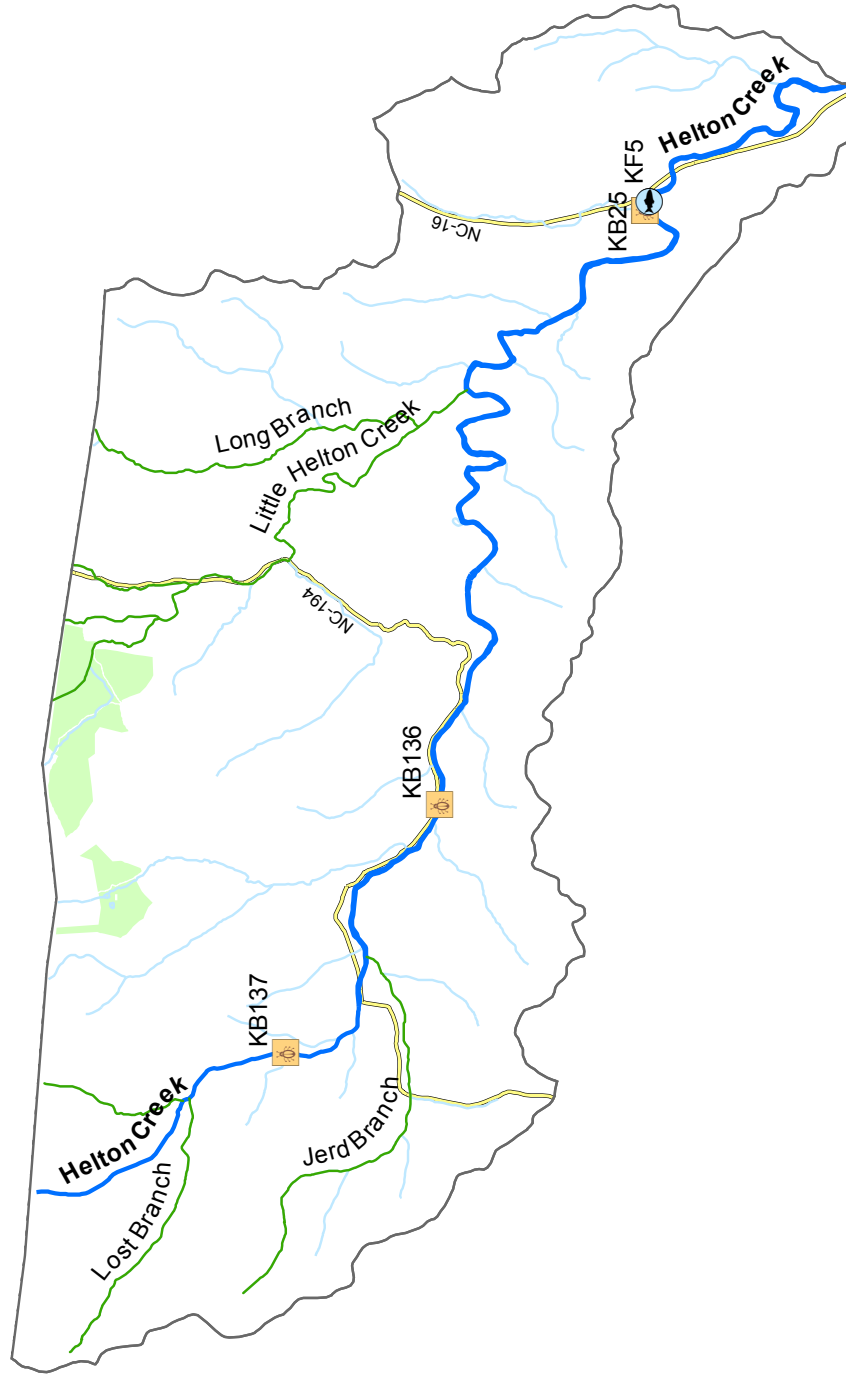 Helton Creek
KF5
KB25
NC-16
Long Branch
Little Helton Creek
NC-194
KB136
KB137
Helton Creek
Jerd Branch
Lost Branch